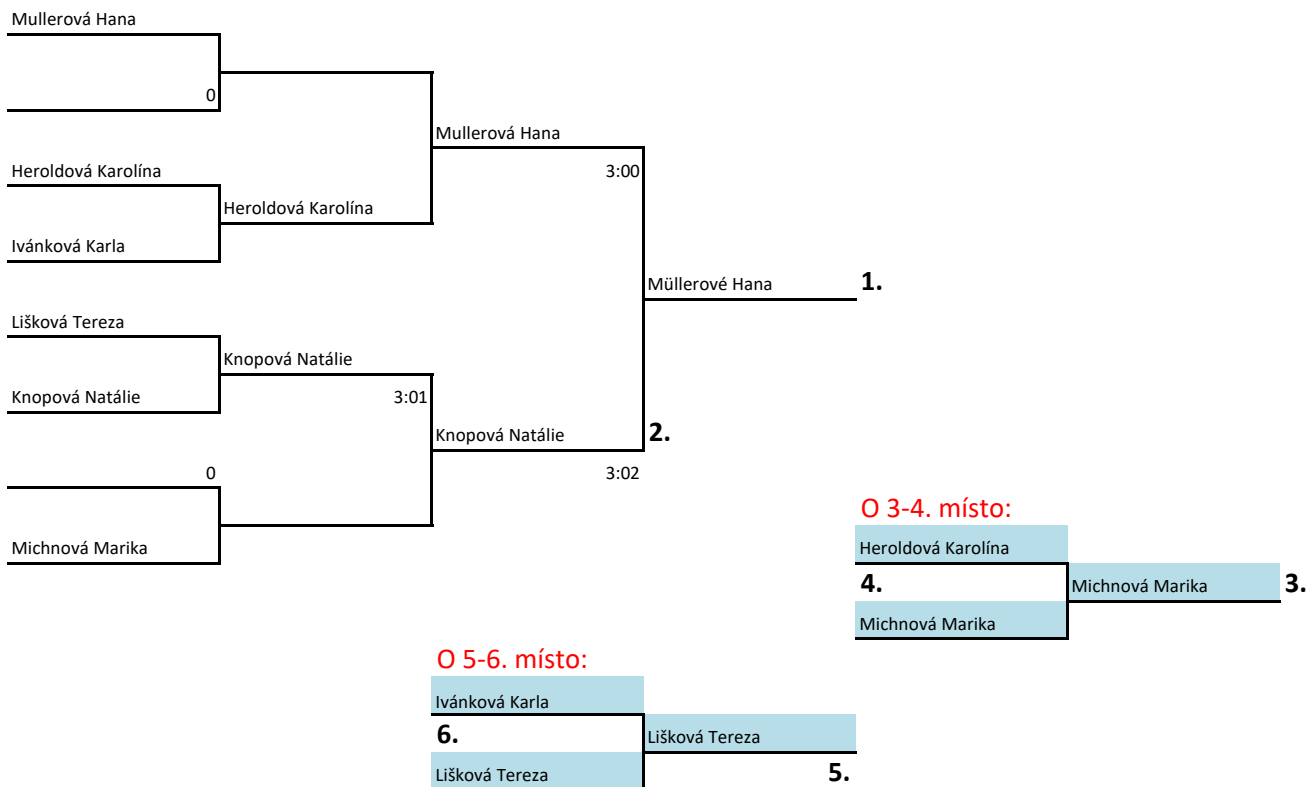 Mullerová Hana
0
Mullerová Hana
Heroldová Karolína
3:00
Heroldová Karolína
Ivánková Karla
Müllerové Hana 1.
Lišková Tereza
Knopová Natálie
Knopová Natálie
3:01
Knopová Natálie 2.
0
3:02
O 3-4. místo:
Michnová Marika
Heroldová Karolína
4.
Michnová Marika 3.
Michnová Marika
O 5-6. místo:
Ivánková Karla
6.
Lišková Tereza
Lišková Tereza
5.